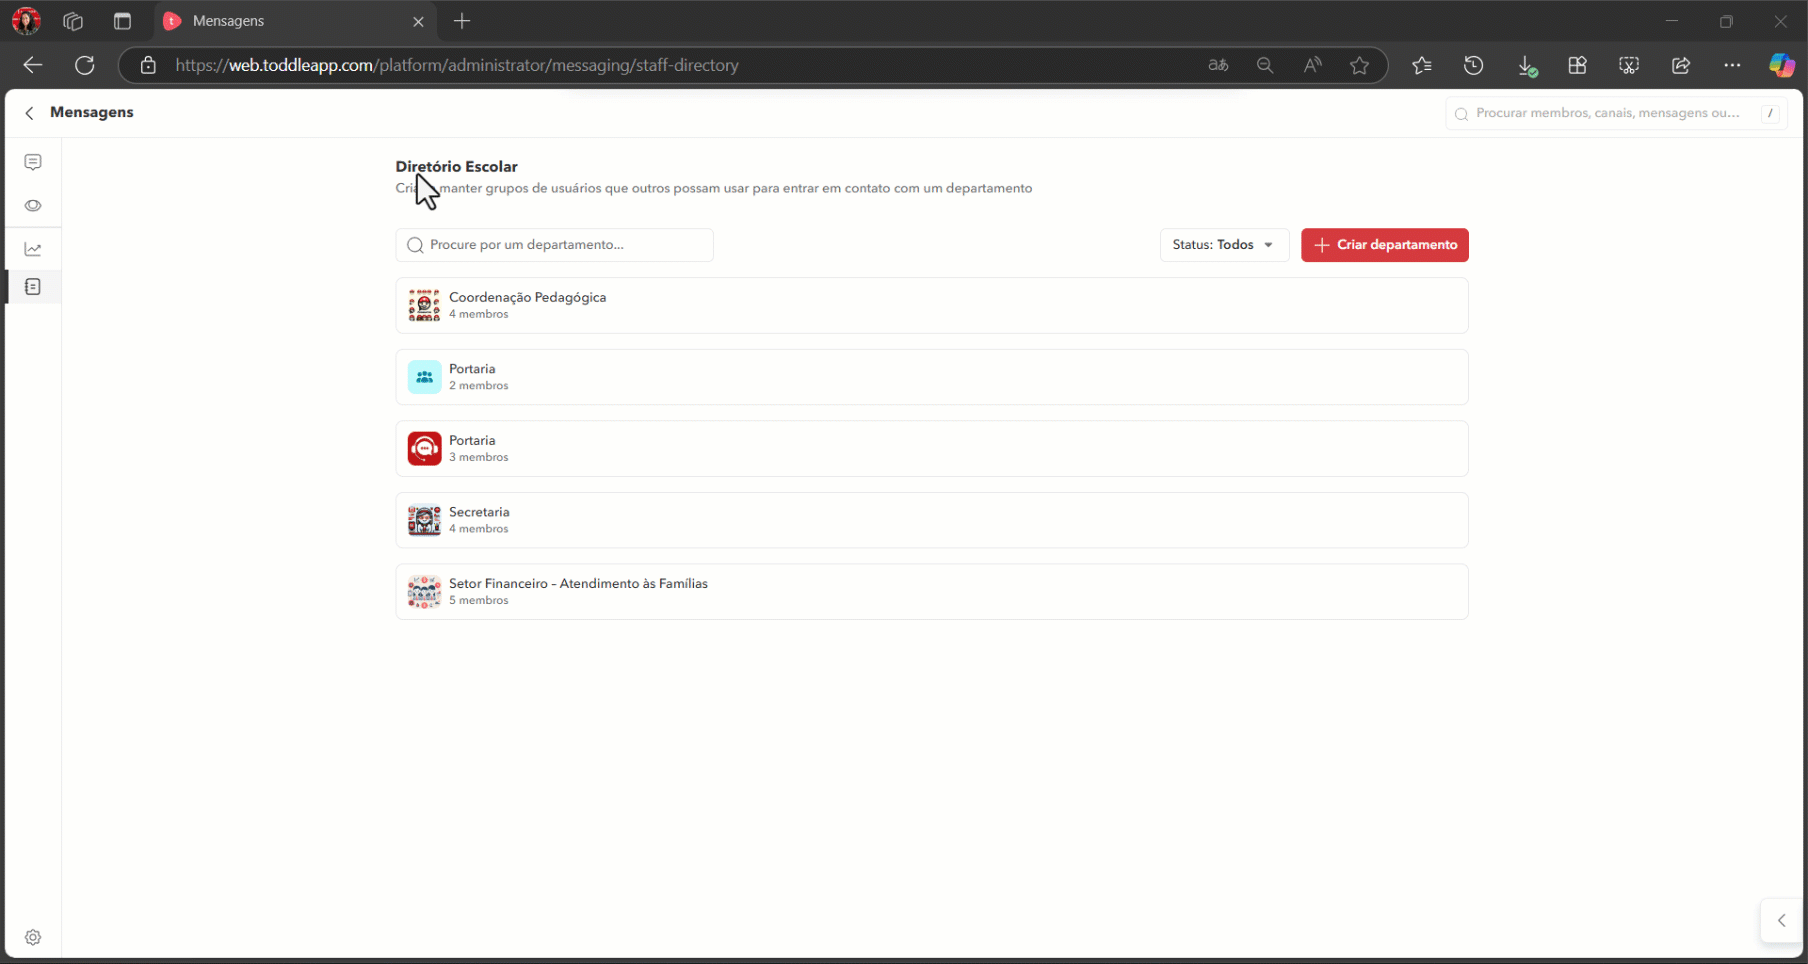 Mensagens
https://web.toddleapp.com/platform/administrator/messaging/staff-directory
Mensagens
Procurar membros, canais, mensagens ou... /
Diretório Escolar
manter grupos de usuários que outros possam usar para entrar em contato com um departamento
Procure por um departamento...
Status: Todos
Criar departamento
Coordenação Pedagógica
4 membros
Portaria
2 membros
Portaria
3 membros
Secretaria
4 membros
Setor Financeiro – Atendimento às Famílias
5 membros